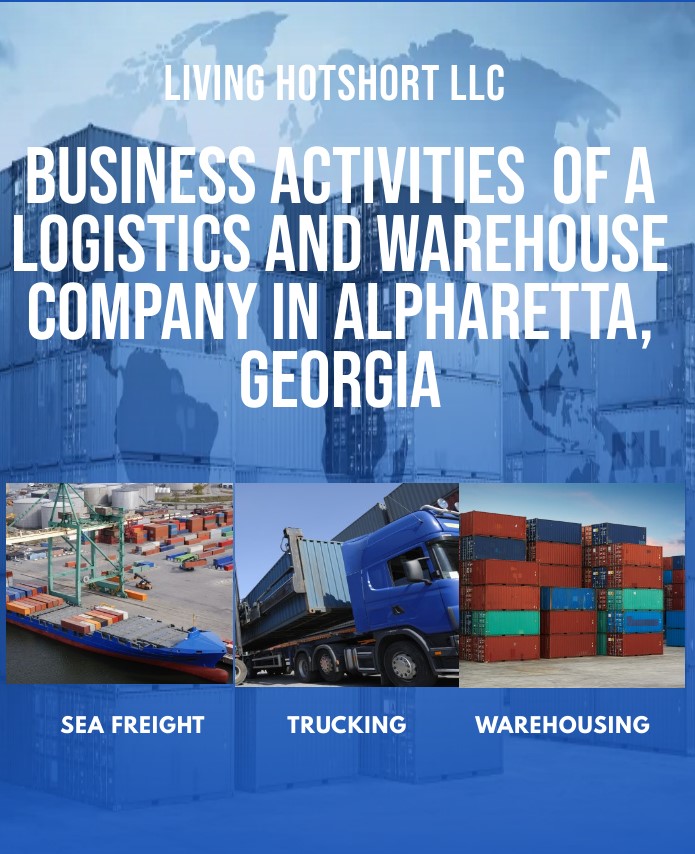 LIVING HOTSHORT LLC
BUSINESS ACTIVITIES OF A
LOGISTICS AND WAREHOUSE
COMPANY IN ALPHARETTA,
GEORGIA
SEA FREIGHT
TRUCKING
WAREHOUSING